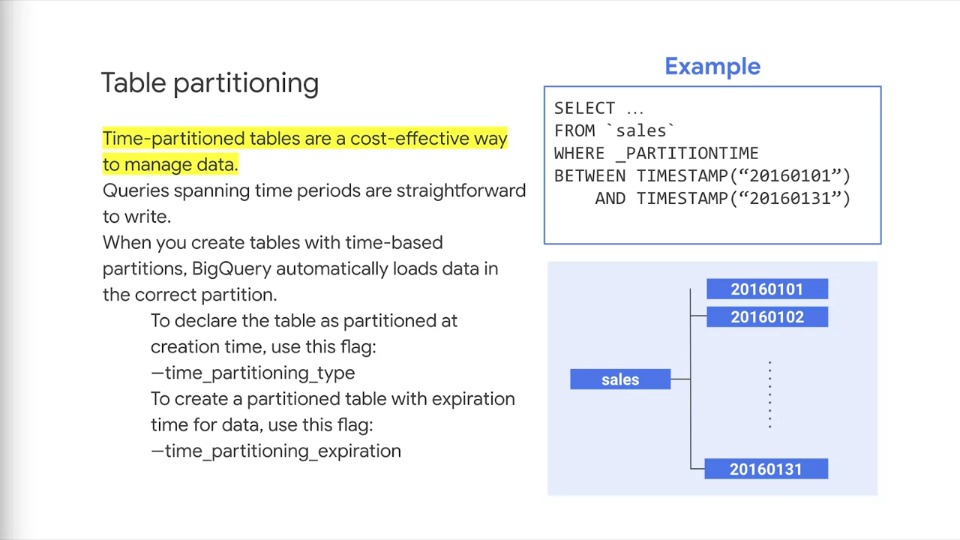 Table partitioning
Time-partitioned tables are a cost-effective way
to manage data.
Queries spanning time periods are straightforward
to write.
When you create tables with time-based
partitions, BigQuery automatically loads data in
the correct partition.
To declare the table as partitioned at
creation time, use this flag:
—time_partitioning_type
To create a partitioned table with expiration
time for data, use this flag:
—time_partitioning_expiration
Example
SELECT ...
FROM `sales`
WHERE _PARTITIONTIME
BETWEEN TIMESTAMP(“20160101”)
AND TIMESTAMP(“20160131”)
20160101
20160102
sales
20160131